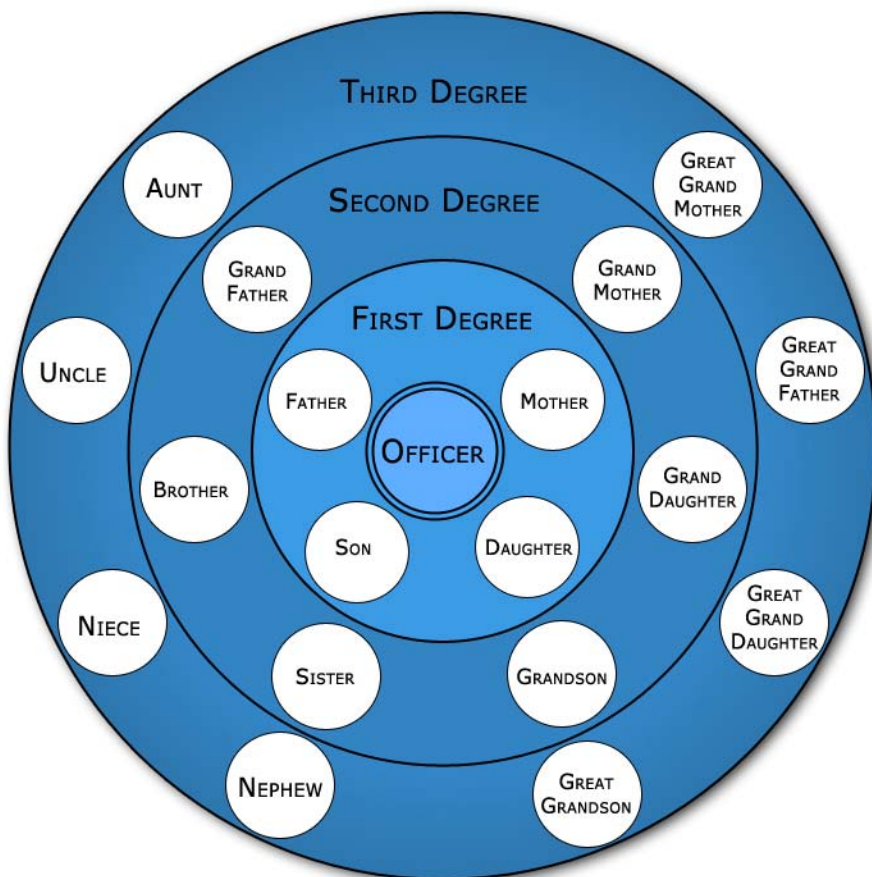 THIRD DEGREE
AUNT
GREAT
GRAND
MOTHER
SECOND DEGREE
GRAND
FATHER
GRAND
MOTHER
FIRST DEGREE
UNCLE
GREAT
GRAND
FATHER
FATHER
MOTHER
OFFICER
BROTHER
GRAND
DAUGHTER
SON
DAUGHTER
NIECE
GREAT
GRAND
DAUGHTER
SISTER
GRANDSON
NEPHEW
GREAT
GRANDSON